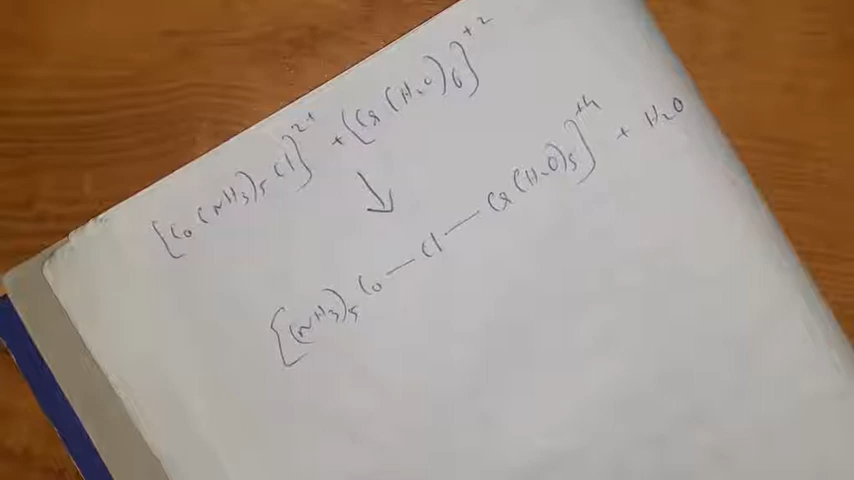 [Co(NH₃)₅Cl]²⁺ + [Cr(H₂O)₆]⁺²
↓
[(NH₃)₅Co — Cl — Cr(H₂O)₅]⁺⁴ + H₂O